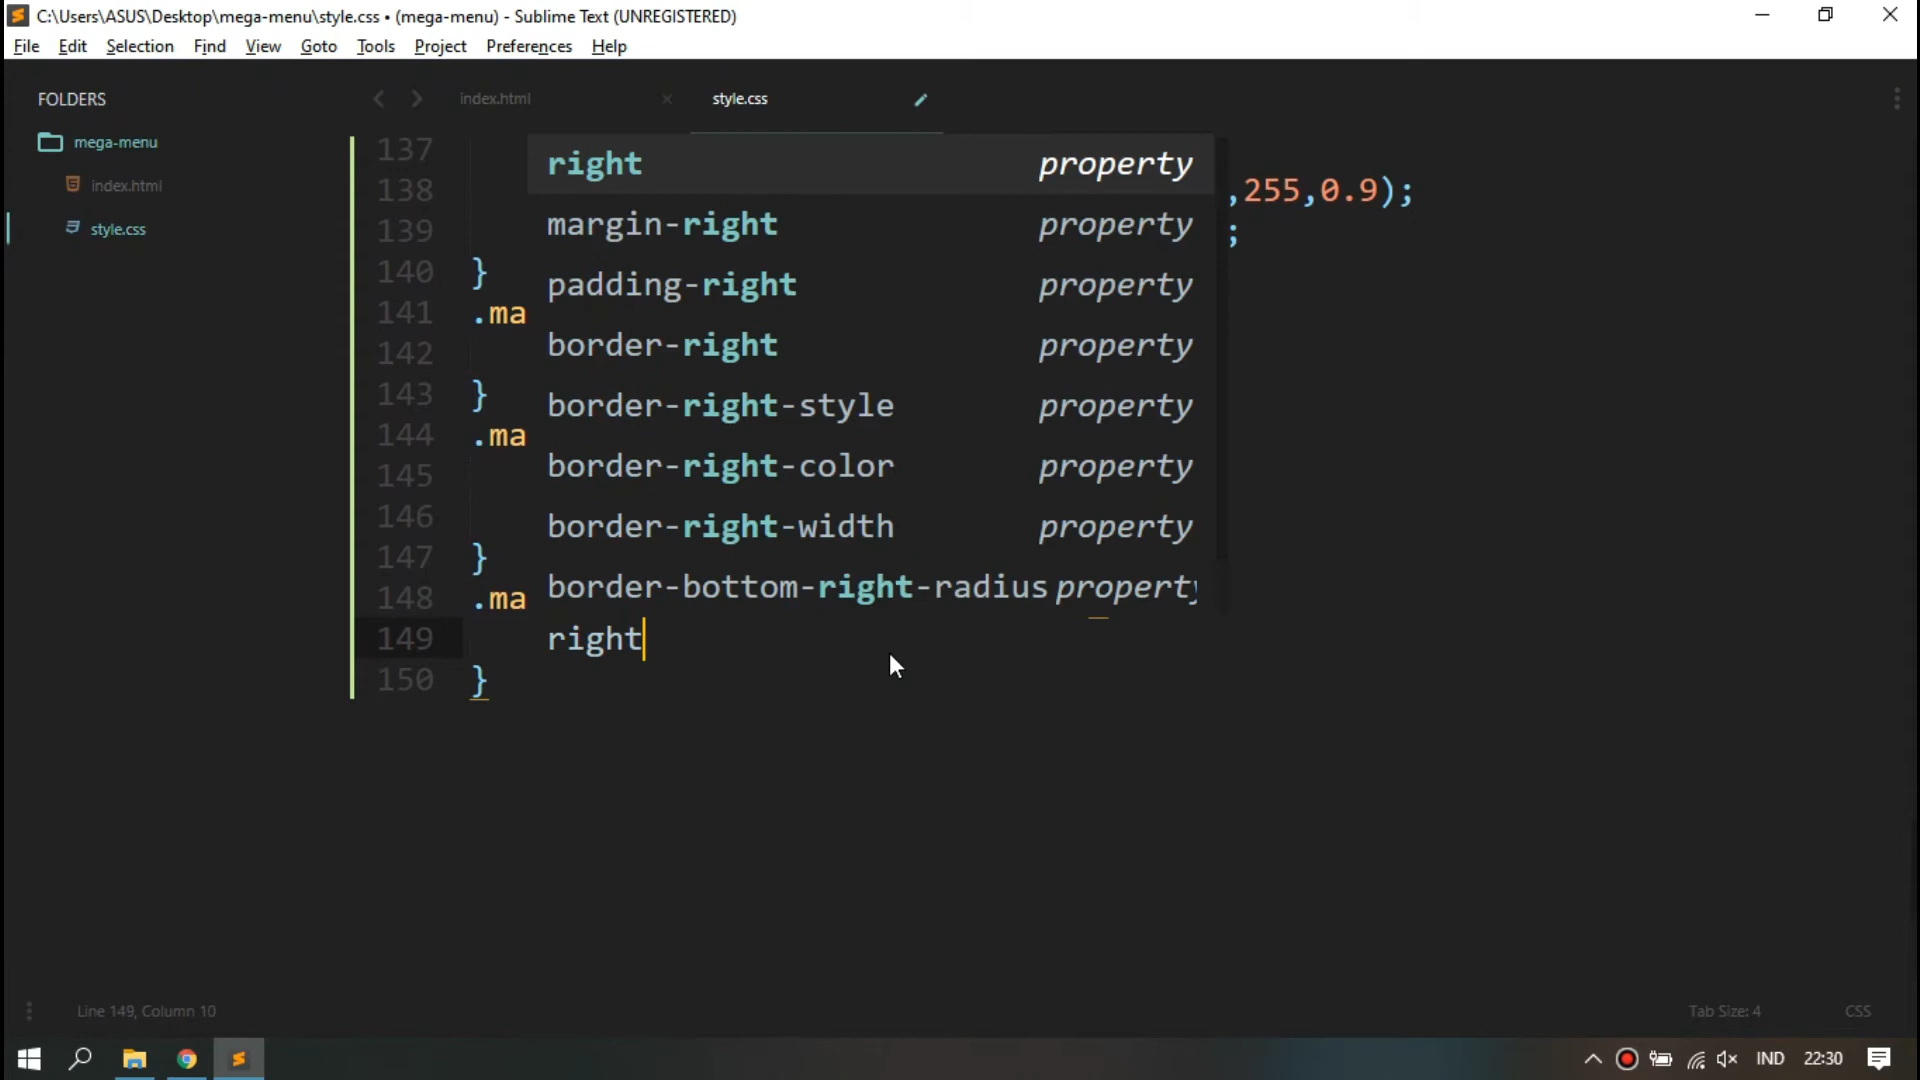 C:\Users\ASUS\Desktop\mega-menu\style.css • (mega-menu) - Sublime Text (UNREGISTERED)
File Edit Selection Find View Goto Tools Project Preferences Help
FOLDERS
mega-menu
index.html
style.css
index.html style.css
137
138 ,255,0.9);
139 ;
140 }
141 .ma
142
143 }
144 .ma
145
146
147 }
148 .ma
149 right
150 }
right property
margin-right property
padding-right property
border-right property
border-right-style property
border-right-color property
border-right-width property
border-bottom-right-radius property
Line 149, Column 10 Tab Size: 4 CSS
IND 22:30